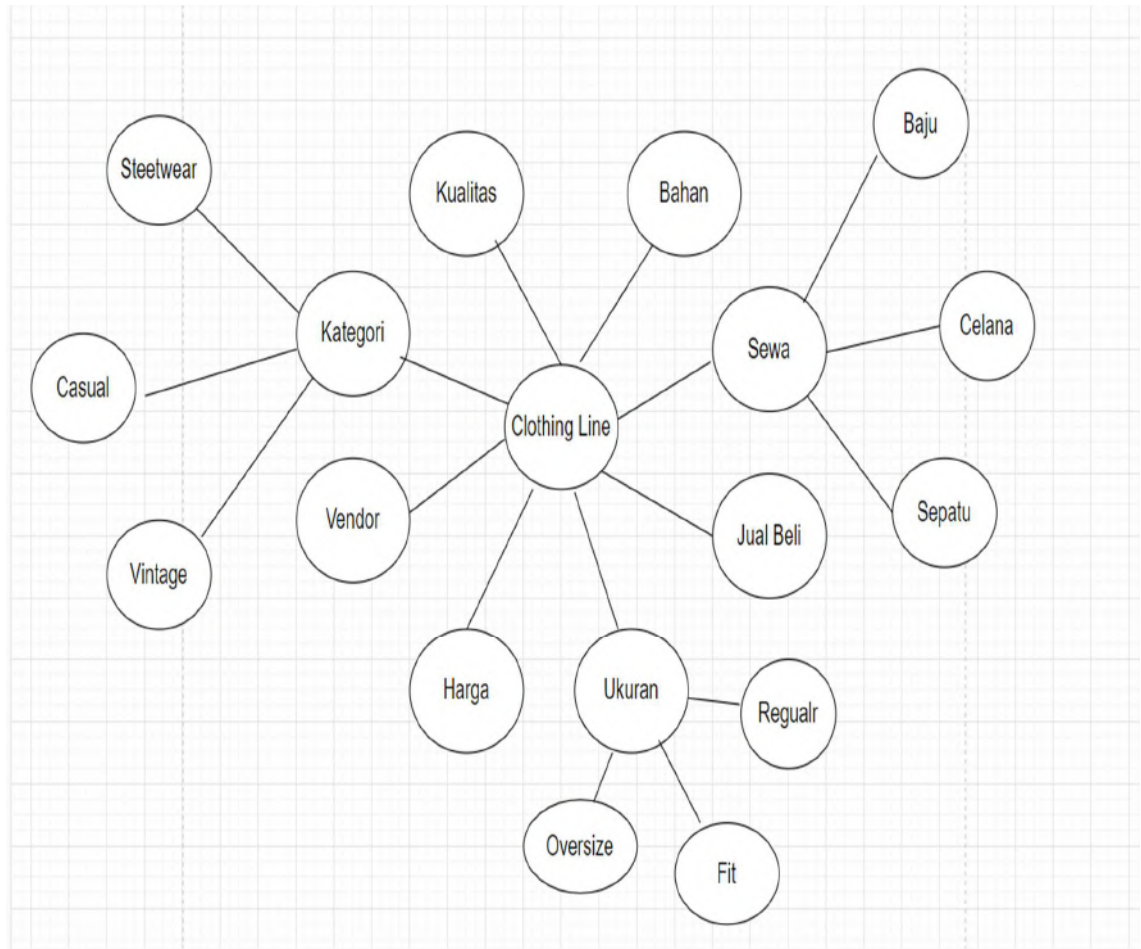 Baju
Steetwear
Kualitas
Bahan
Kategori
Celana
Sewa
Casual
Clothing Line
Vendor
Sepatu
Jual Beli
Vintage
Harga
Ukuran
Regualr
Oversize
Fit